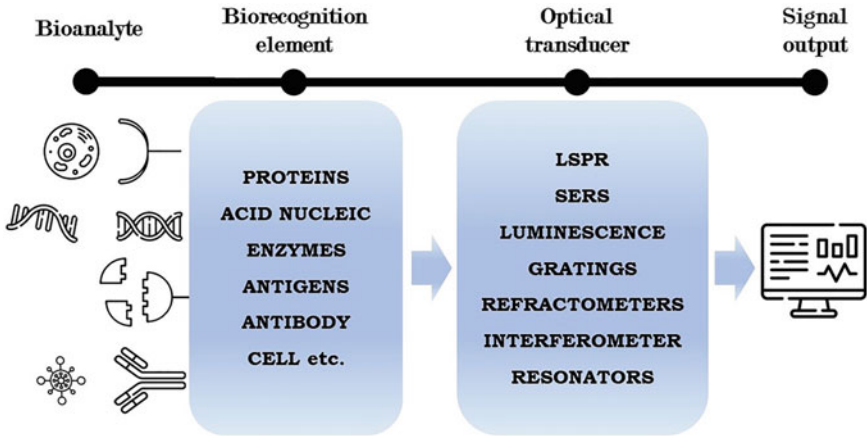 Bioanalyte
Biorecognition
element
Optical
transducer
Signal
output
PROTEINS
ACID NUCLEIC
ENZYMES
ANTIGENS
ANTIBODY
CELL etc.
LSPR
SERS
LUMINESCENCE
GRATINGS
REFRACTOMETERS
INTERFEROMETER
RESONATORS